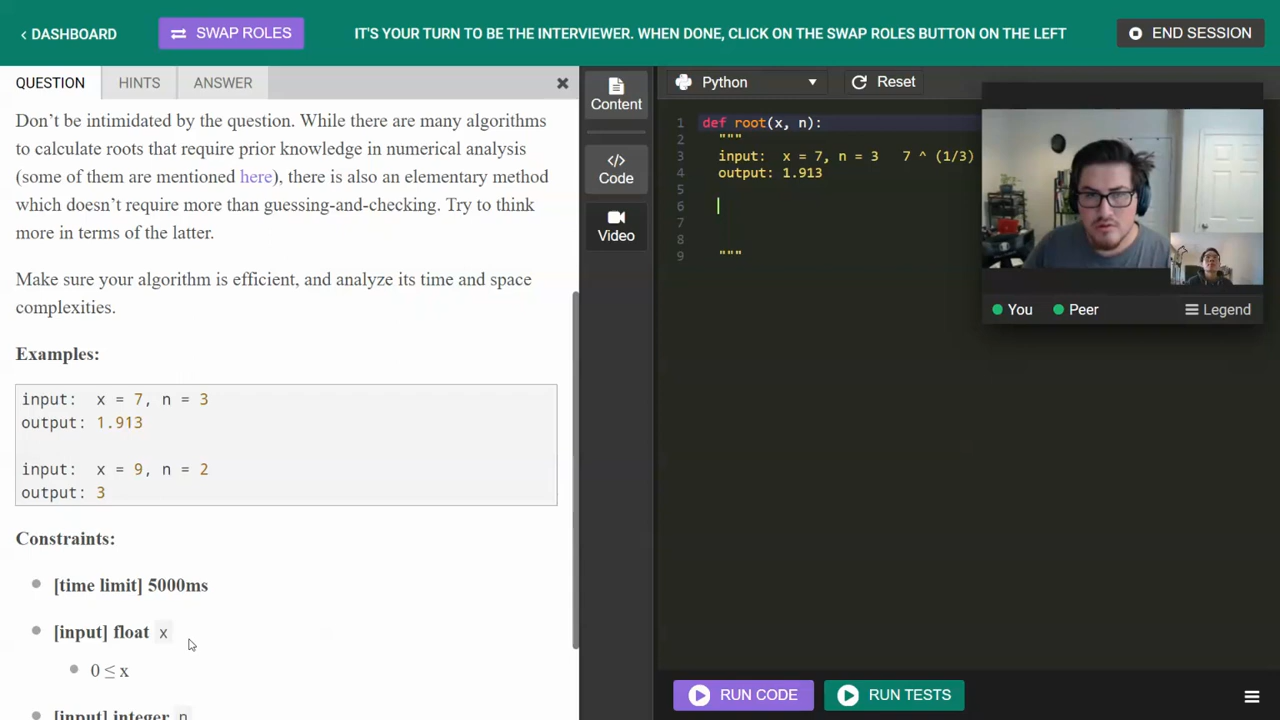 < DASHBOARD
SWAP ROLES
IT'S YOUR TURN TO BE THE INTERVIEWER. WHEN DONE, CLICK ON THE SWAP ROLES BUTTON ON THE LEFT
END SESSION
QUESTION
HINTS
ANSWER
Don't be intimidated by the question. While there are many algorithms
to calculate roots that require prior knowledge in numerical analysis
(some of them are mentioned here), there is also an elementary method
which doesn't require more than guessing-and-checking. Try to think
more in terms of the latter.
Make sure your algorithm is efficient, and analyze its time and space
complexities.
Examples:
input: x = 7, n = 3
output: 1.913
input: x = 9, n = 2
output: 3
Constraints:
[time limit] 5000ms
[input] float x
0 ≤ x
[input] integer n
Content
Code
Video
Python
Reset
1 def root(x, n):
2 """
3 input: x = 7, n = 3 7 ^ (1/3)
4 output: 1.913
5
6
7
8
9 """
You
Peer
Legend
RUN CODE
RUN TESTS